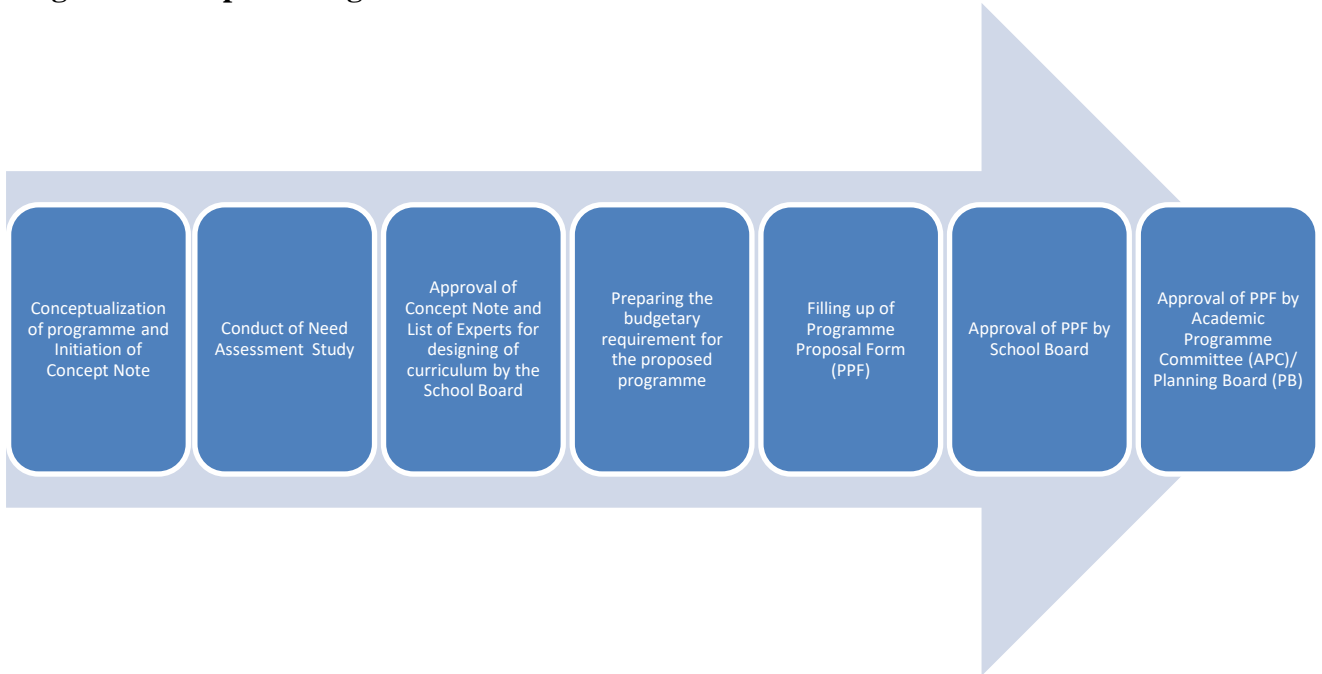 Conceptualization
of programme and
Initiation of
Concept Note
Conduct of Need
Assessment Study
Approval of
Concept Note and
List of Experts for
designing of
curriculum by the
School Board
Preparing the
budgetary
requirement for
the proposed
programme
Filling up of
Programme
Proposal Form
(PPF)
Approval of PPF by
School Board
Approval of PPF by
Academic
Programme
Committee (APC)/
Planning Board (PB)